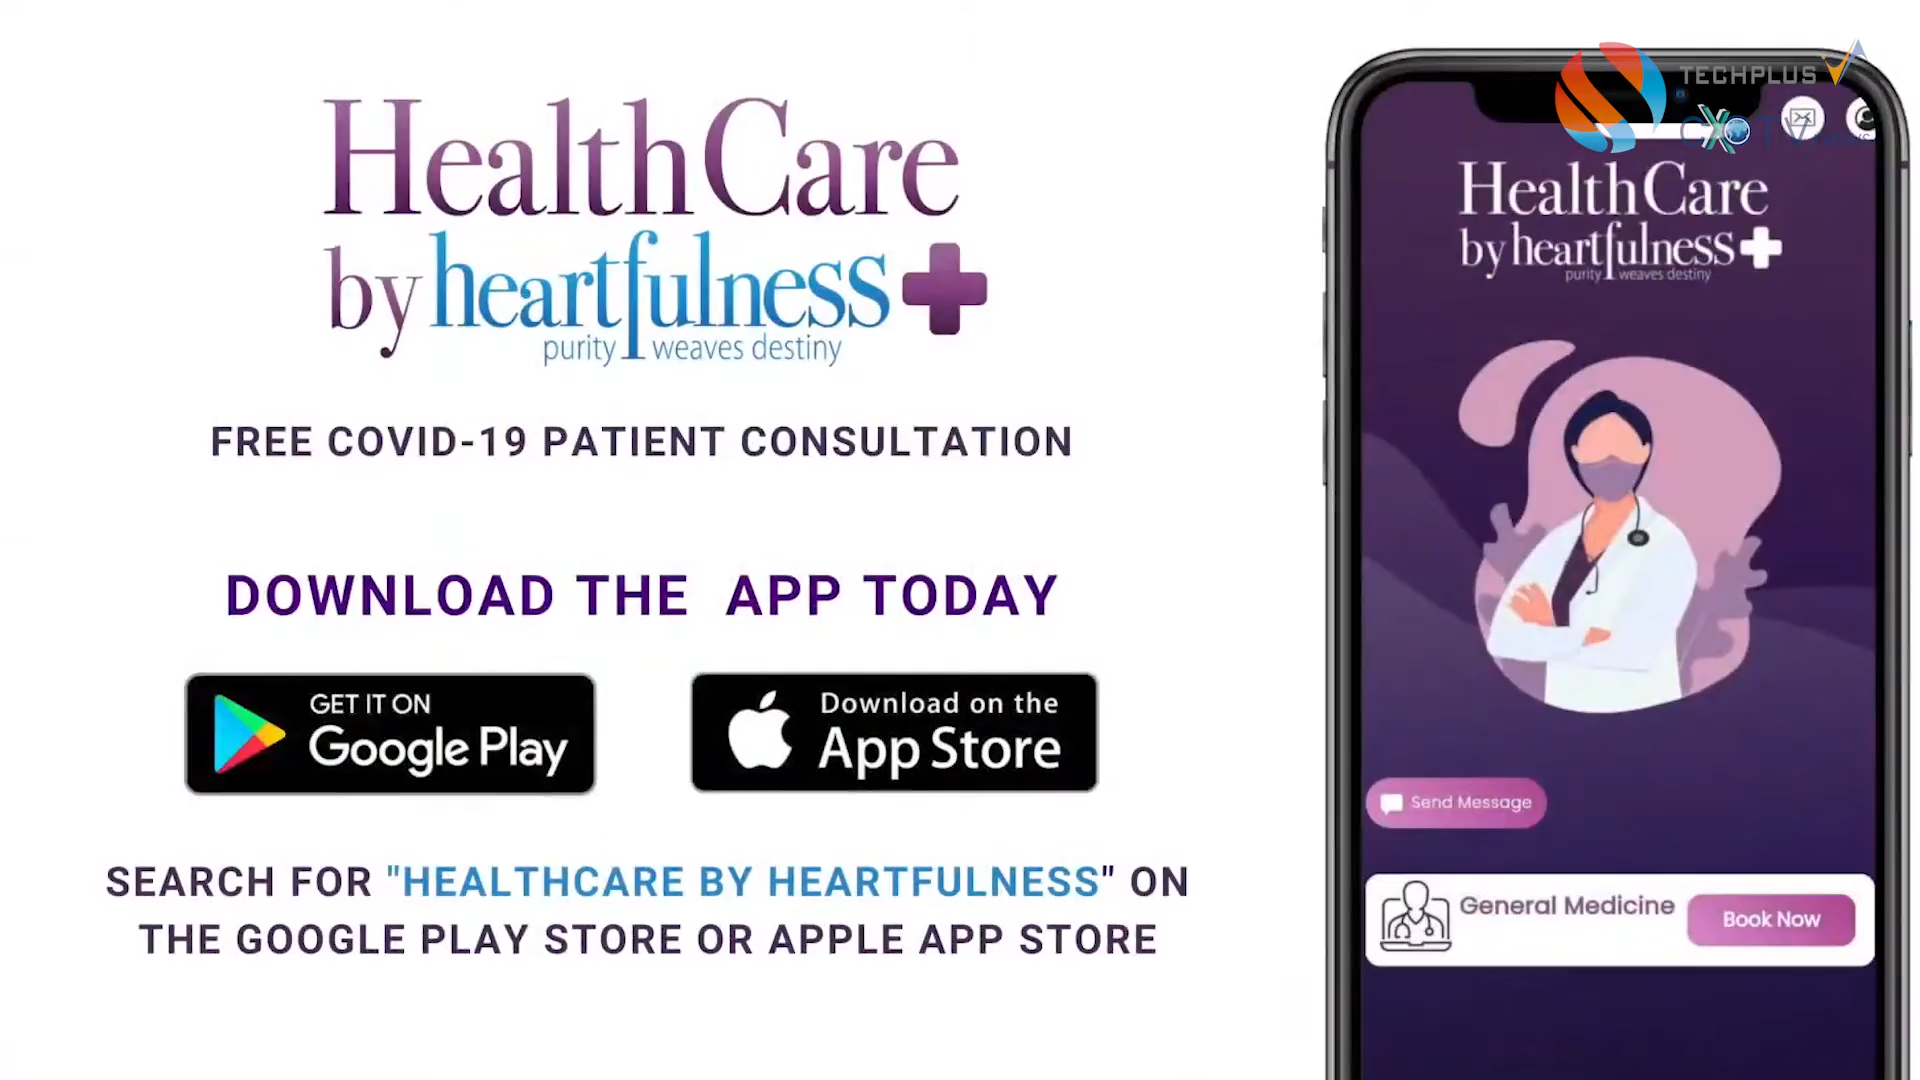 HealthCare
by heartfulness
purity weaves destiny
FREE COVID-19 PATIENT CONSULTATION
DOWNLOAD THE APP TODAY
GET IT ON
Google Play
Download on the
App Store
SEARCH FOR "HEALTHCARE BY HEARTFULNESS" ON
THE GOOGLE PLAY STORE OR APPLE APP STORE
TECHPLUS
CXOTV
HealthCare
by heartfulness
purity weaves destiny
Send Message
General Medicine
Book Now